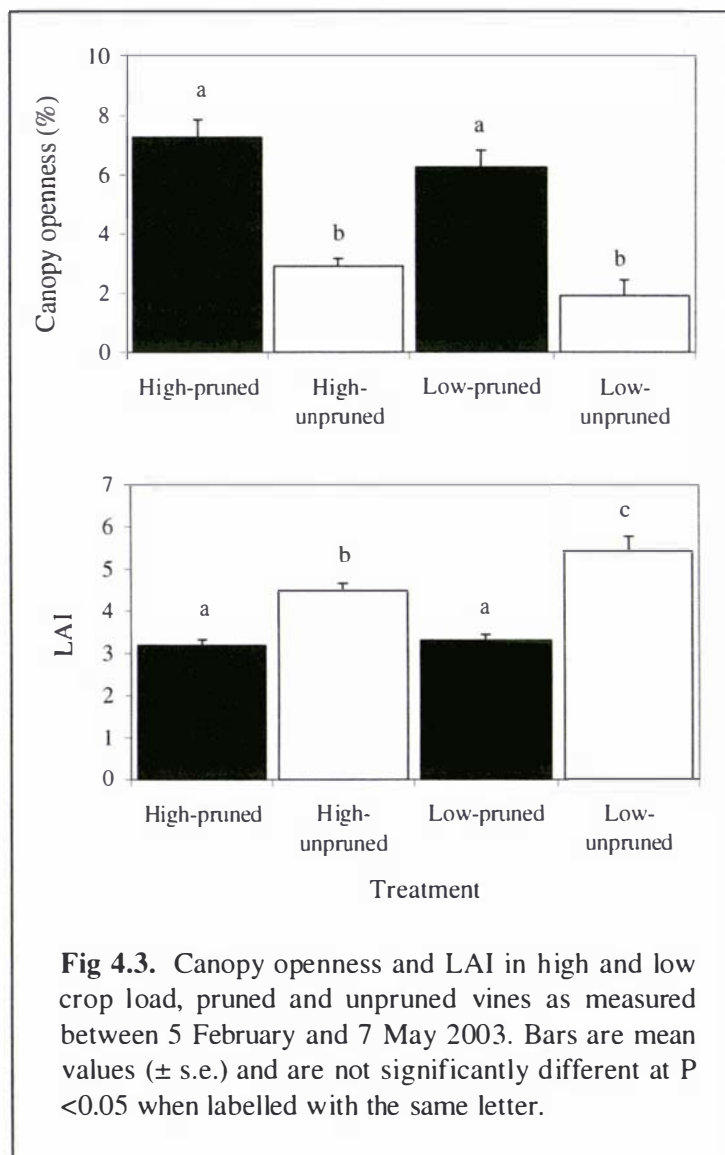 Canopy openness (%)
10
8
6
4
2
0
a
b
a
b
High-pruned
High-
unpruned
Low-pruned
Low-
unpruned
LAI
7
6
5
4
3
2
1
0
a
b
a
c
High-pruned
High-
unpruned
Low-pruned
Low-
unpruned
Treatment
Fig 4.3. Canopy openness and LAI in high and low
crop load, pruned and unpruned vines as measured
between 5 February and 7 May 2003. Bars are mean
values (± s.e.) and are not significantly different at P
<0.05 when labelled with the same letter.